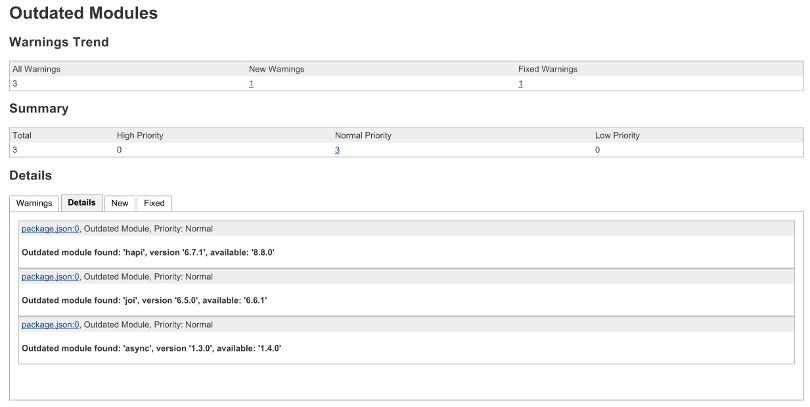 Outdated Modules
Warnings Trend
All Warnings New Warnings Fixed Warnings
3 1 1
Summary
Total High Priority Normal Priority Low Priority
3 0 3 0
Details
Warnings Details New Fixed
package.json:0, Outdated Module, Priority: Normal
Outdated module found: 'hapi', version '6.7.1', available: '8.8.0'
package.json:0, Outdated Module, Priority: Normal
Outdated module found: 'joi', version '6.5.0', available: '6.6.1'
package.json:0, Outdated Module, Priority: Normal
Outdated module found: 'async', version '1.3.0', available: '1.4.0'